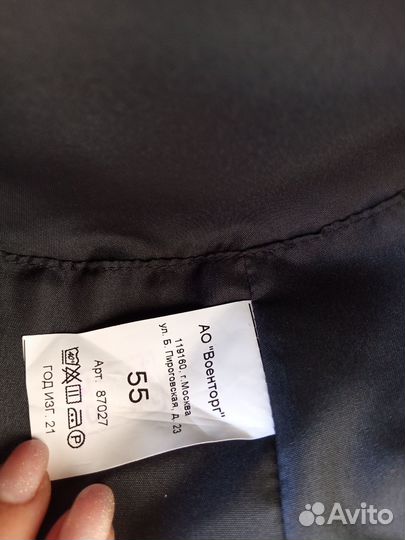 АО "Военторг"
119160, г. Москва
ул. Б. Пироговская, д. 23
55
Арт. 87027
ГОД ИЗГ. 21
Avito